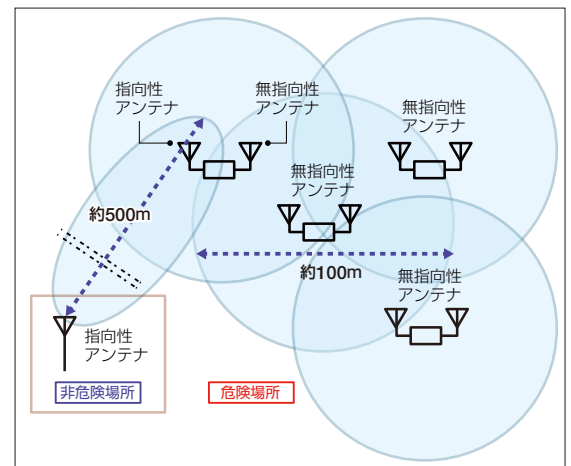 指向性
アンテナ
無指向性
アンテナ
無指向性
アンテナ
無指向性
アンテナ
約500m
約100m
無指向性
アンテナ
指向性
アンテナ
非危険場所
危険場所